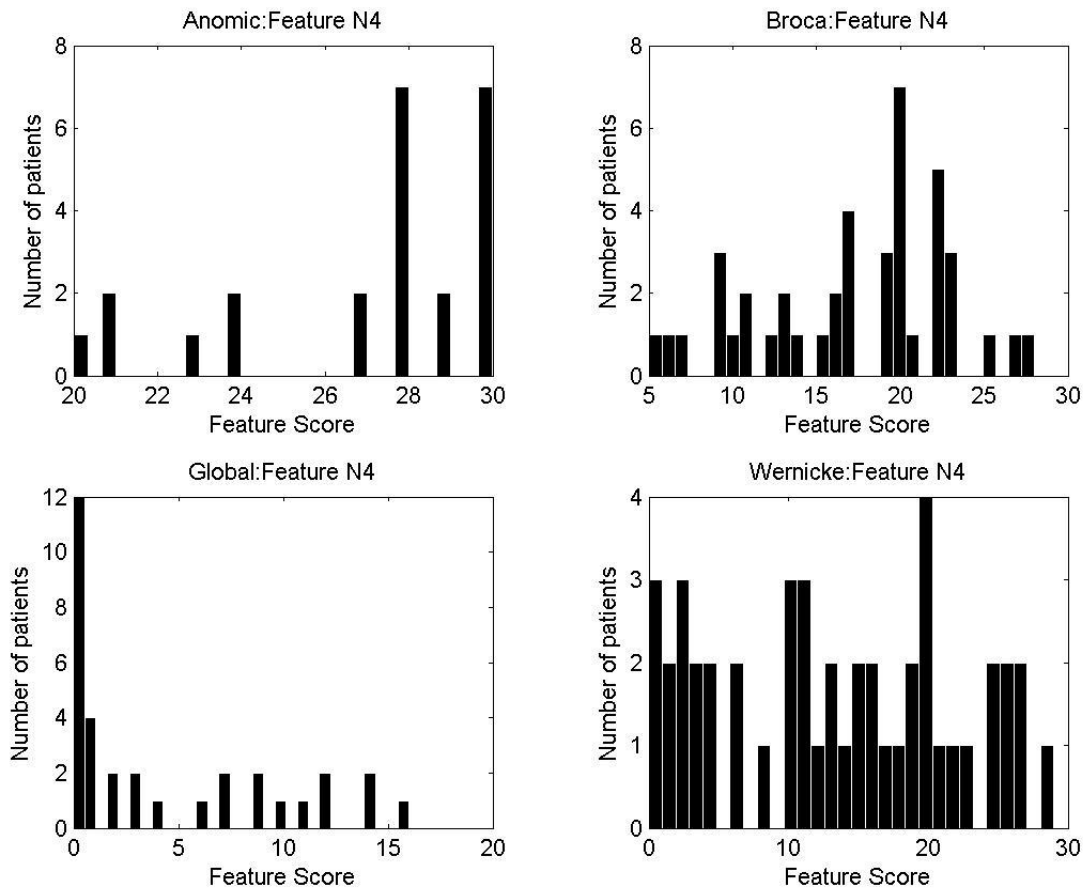 Anomic:Feature N4
Number of patients
8
6
4
2
0
20 22 24 26 28 30
Feature Score
Broca:Feature N4
Number of patients
8
6
4
2
0
5 10 15 20 25 30
Feature Score
Global:Feature N4
Number of patients
12
10
8
6
4
2
0
0 5 10 15 20
Feature Score
Wernicke:Feature N4
Number of patients
4
3
2
1
0
0 10 20 30
Feature Score